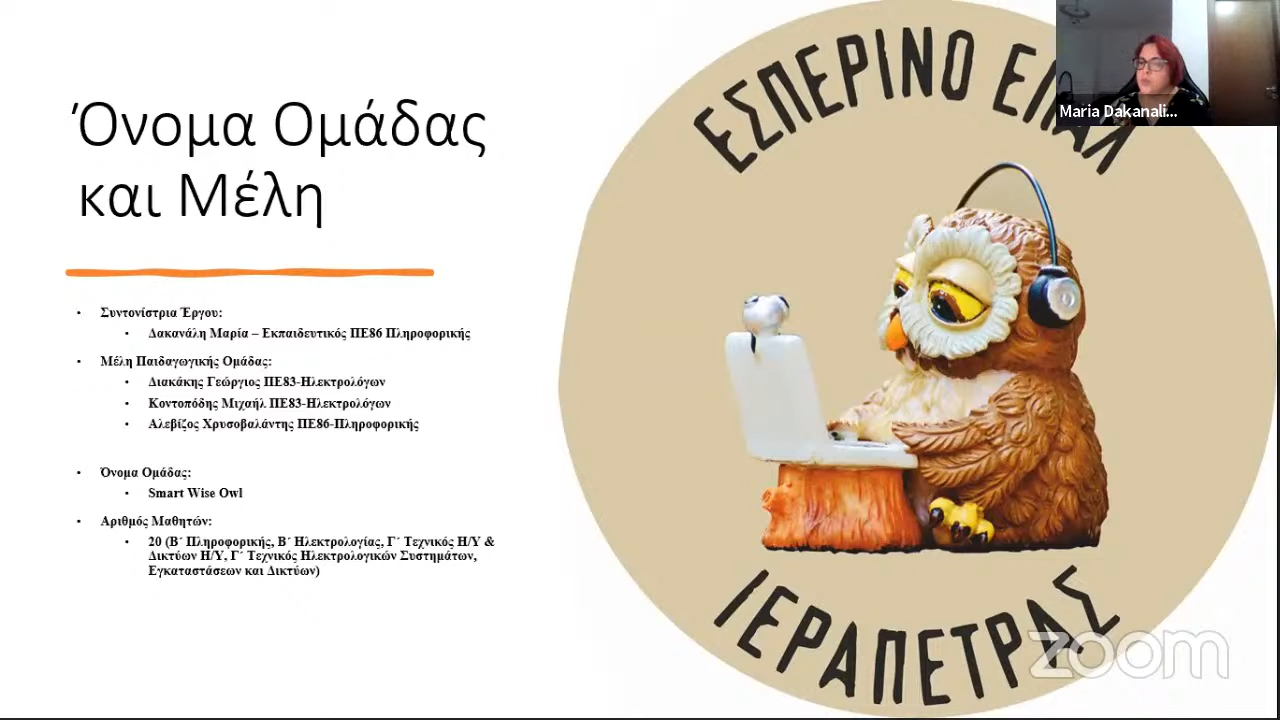 Όνομα Ομάδας
και Μέλη
• Συντονίστρια Έργου:
• Δακανάλη Μαρία – Εκπαιδευτικός ΠΕ86 Πληροφορικής
• Μέλη Παιδαγωγικής Ομάδας:
• Διακάκης Γεώργιος ΠΕ83-Ηλεκτρολόγων
• Κοντοπόδης Μιχαήλ ΠΕ83-Ηλεκτρολόγων
• Αλεβίζος Χρυσοβαλάντης ΠΕ86-Πληροφορικής
• Όνομα Ομάδας:
• Smart Wise Owl
• Αριθμός Μαθητών:
• 20 (Β΄ Πληροφορικής, Β΄ Ηλεκτρολογίας, Γ΄ Τεχνικός Η/Υ &
Δικτύων Η/Υ, Γ΄ Τεχνικός Ηλεκτρολογικών Συστημάτων,
Εγκαταστάσεων και Δικτύων)
ΕΣΠΕΡΙΝΟ ΕΠΑΛ
ΙΕΡΑΠΕΤΡΑΣ
Maria Dakanali...
zoom